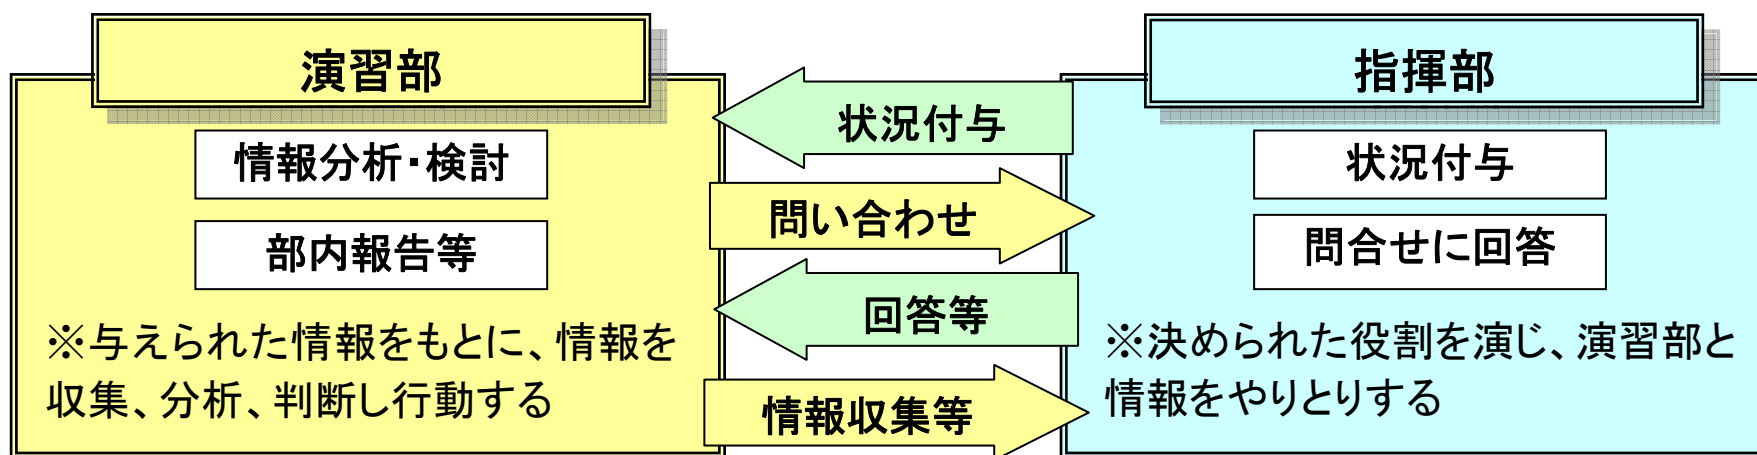 演習部
情報分析・検討
部内報告等
※与えられた情報をもとに、情報を
収集、分析、判断し行動する
状況付与
問い合わせ
回答等
情報収集等
指揮部
状況付与
問合せに回答
※決められた役割を演じ、演習部と
情報をやりとりする